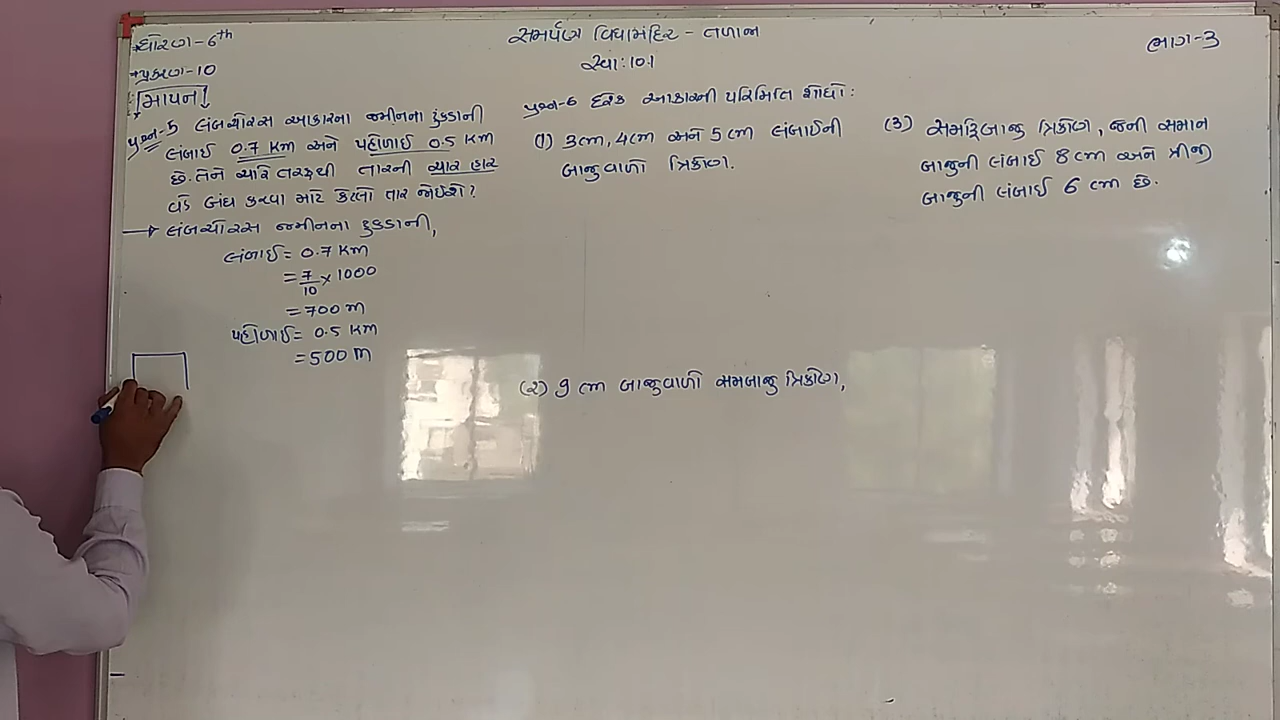 →ધોરણ-6th
→પ્રકરણ-10
[માપન]
સમર્પણ વિદ્યામંદિર - તળાજા
સ્વા: 10.1
ભાગ-3
પ્રશ્ન-5 લંબચોરસ આકારના જમીનના ટુકડાની
લંબાઈ 0.7 Km અને પહોળાઈ 0.5 Km
છે. તેને ચારે તરફથી તારની ચાર હાર
વડે બંધ કરવા માટે કેટલો તાર જોઈશે?
→ લંબચોરસ જમીનના ટુકડાની,
લંબાઈ = 0.7 Km
= 7/10 × 1000
= 700 m
પહોળાઈ = 0.5 Km
= 500 m
પ્રશ્ન-6 દરેક આકારની પરિમિતિ શોધો:
(1) 3cm, 4cm અને 5 cm લંબાઈની
બાજુવાળો ત્રિકોણ.
(2) 9 cm બાજુવાળો સમબાજુ ત્રિકોણ,
(3) સમદ્વિબાજુ ત્રિકોણ, જેની સમાન
બાજુની લંબાઈ 8 cm અને ત્રીજી
બાજુની લંબાઈ 6 cm છે.